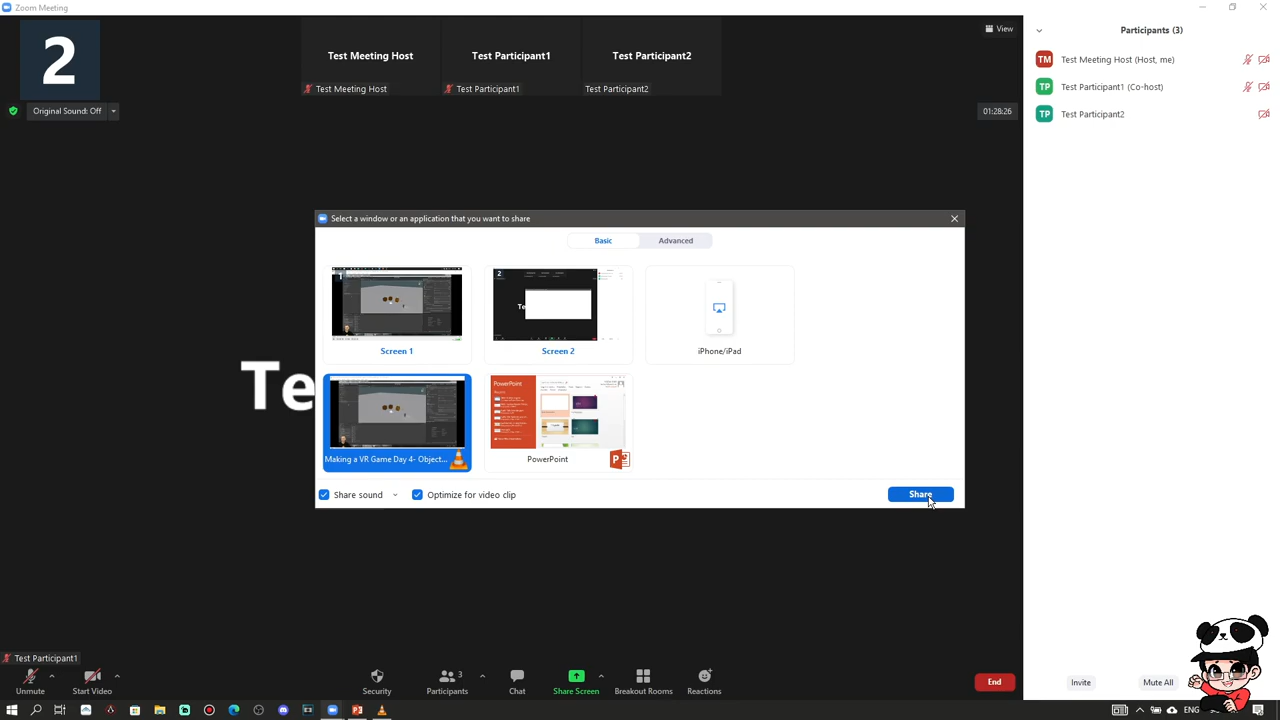 Zoom Meeting
2
Test Meeting Host
Test Participant1
Test Participant2
View
Test Meeting Host
Test Participant1
Test Participant2
Original Sound: Off
01:28:26
Participants (3)
TM Test Meeting Host (Host, me)
TP Test Participant1 (Co-host)
TP Test Participant2
Select a window or an application that you want to share
Basic
Advanced
1
2
Te
Screen 1
Screen 2
iPhone/iPad
Te
PowerPoint
Making a VR Game Day 4- Object...
PowerPoint
Share sound
Optimize for video clip
Share
Test Participant1
Unmute
Start Video
Security
Participants 3
Chat
Share Screen
Breakout Rooms
Reactions
End
Invite
Mute All